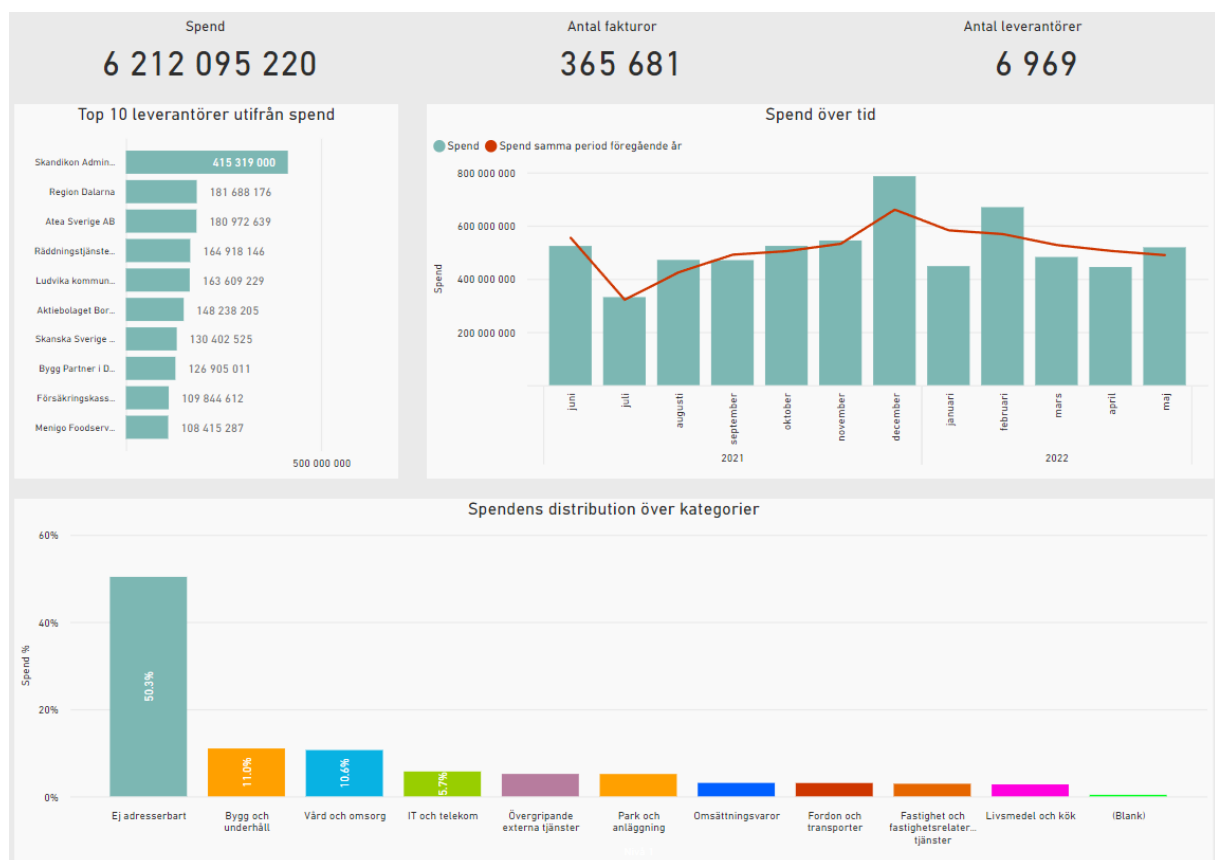 Spend
6 212 095 220
Antal fakturor
365 681
Antal leverantörer
6 969
Top 10 leverantörer utifrån spend
Skandikon Admin... 415 319 000
Region Dalarna 181 688 176
Atea Sverige AB 180 972 639
Räddningstjänste... 164 918 146
Ludvika kommun... 163 609 229
Aktiebolaget Bor... 148 238 205
Skanska Sverige ... 130 402 525
Bygg Partner i D... 126 905 011
Försäkringskass... 109 844 612
Menigo Foodserv... 108 415 287
500 000 000
Spend över tid
Spend Spend samma period föregående år
800 000 000
600 000 000
400 000 000
200 000 000
Spend
juni juli augusti september oktober november december januari februari mars april maj
2021 2022
Spendens distribution över kategorier
60%
40%
20%
0%
Spend %
50.3% 11.0% 10.6% 5.7%
Ej adresserbart
Bygg och
underhåll
Vård och omsorg
IT och telekom
Övergripande
externa tjänster
Park och
anläggning
Omsättningsvaror
Fordon och
transporter
Fastighet och
fastighetsrelater...
tjänster
Livsmedel och kök
(Blank)